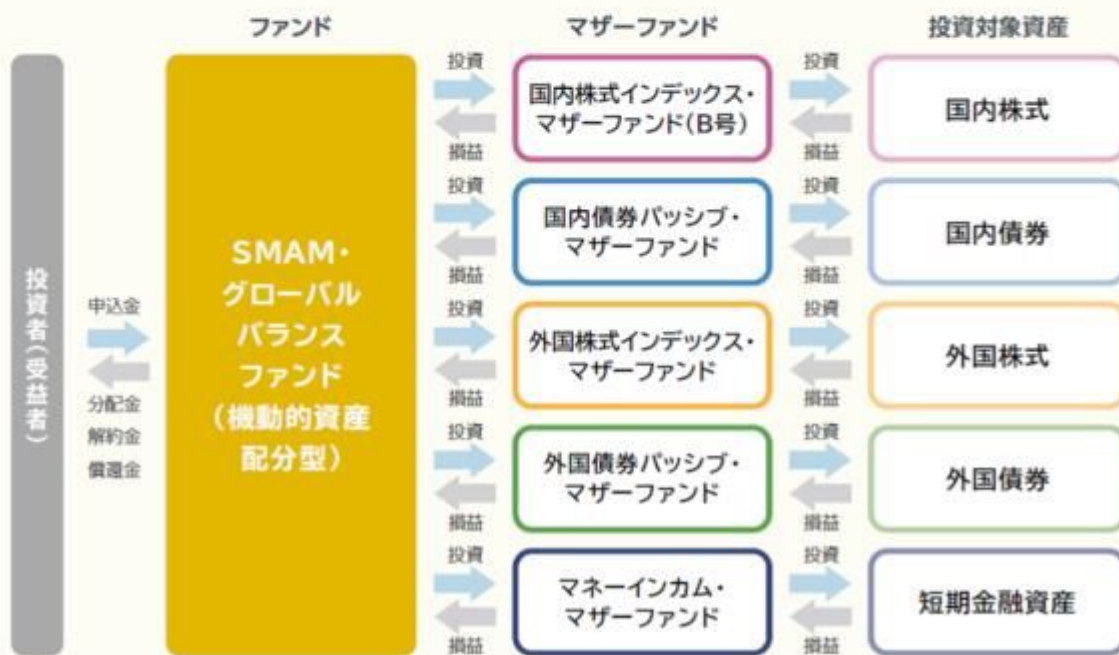 ファンド
マザーファンド
投資対象資産
投資者(受益者)
申込金
分配金
解約金
償還金
SMAM・
グローバル
バランス
ファンド
(機動的資産
配分型)
投資
損益
国内株式インデックス・
マザーファンド(B号)
投資
損益
国内株式
投資
損益
国内債券パッシブ・
マザーファンド
投資
損益
国内債券
投資
損益
外国株式インデックス・
マザーファンド
投資
損益
外国株式
投資
損益
外国債券パッシブ・
マザーファンド
投資
損益
外国債券
投資
損益
マネーインカム・
マザーファンド
投資
損益
短期金融資産